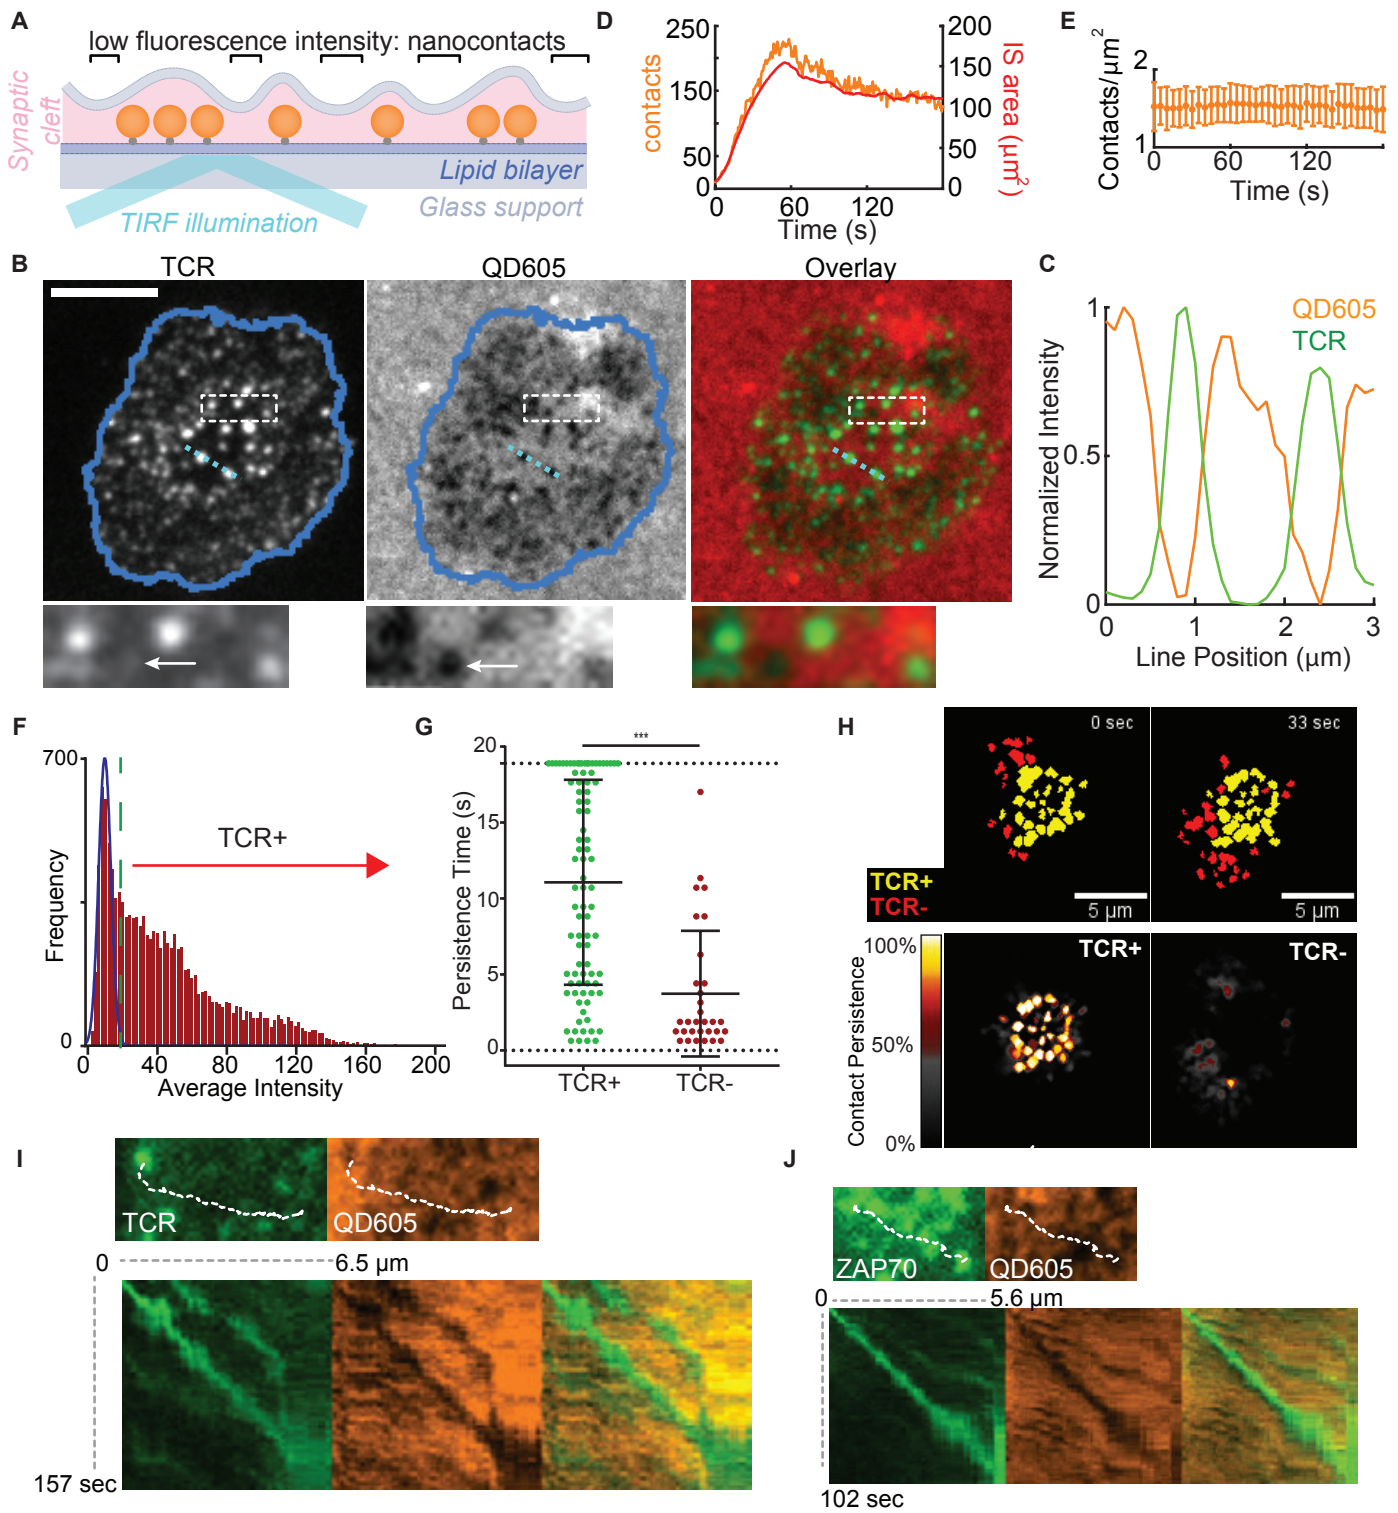 A
low fluorescence intensity: nanocontacts
Synaptic
cleft
Lipid bilayer
Glass support
TIRF illumination
D
250
150
50
0
contacts
200
150
100
50
0
IS area (µm2)
0 60 120
Time (s)
E
Contacts/µm2
2
1
0 60 120
Time (s)
B
TCR QD605 Overlay
C
QD605
TCR
1
0.5
0
Normalized Intensity
0 1 2 3
Line Position (µm)
F
700
0
Frequency
TCR+
0 40 80 120 160 200
Average Intensity
G
***
20
15
10
5
0
Persistence Time (s)
TCR+ TCR-
H
0 sec 33 sec
TCR+
TCR-
5 µm 5 µm
Contact Persistence
100%
50%
0%
TCR+ TCR-
I
TCR QD605
0 6.5 µm
157 sec
J
ZAP70 QD605
0 5.6 µm
102 sec